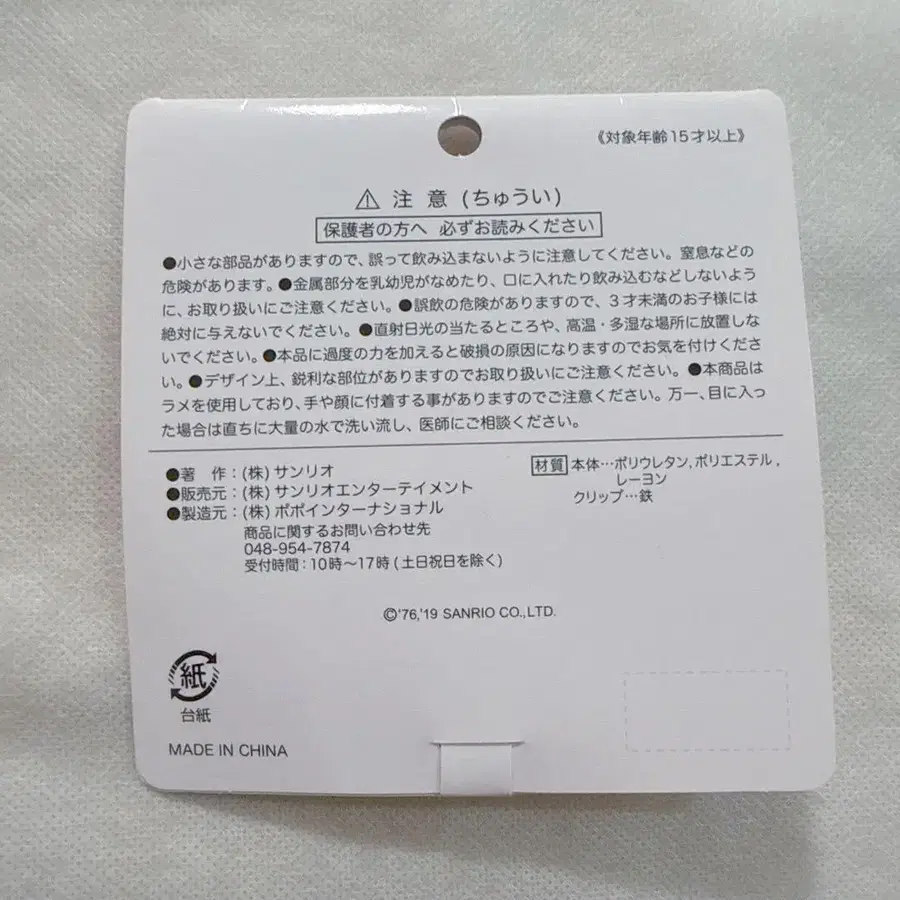 《対象年齢15才以上》
⚠ 注 意 (ちゅうい)
保護者の方へ 必ずお読みください
●小さな部品がありますので、誤って飲み込まないように注意してください。窒息などの
危険があります。●金属部分を乳幼児がなめたり、口に入れたり飲み込むなどしないよう
に、お取り扱いにご注意ください。●誤飲の危険がありますので、3才未満のお子様には
絶対に与えないでください。●直射日光の当たるところや、高温・多湿な場所に放置しな
いでください。●本品に過度の力を加えると破損の原因になりますのでお気を付けくださ
い。●デザイン上、鋭利な部位がありますのでお取り扱いにご注意ください。●本商品は
ラメを使用しており、手や顔に付着する事がありますのでご注意ください。万一、目に入っ
た場合は直ちに大量の水で洗い流し、医師にご相談ください。
●著 作：(株) サンリオ
●販売元：(株) サンリオエンターテイメント
●製造元：(株) ポポインターナショナル
商品に関するお問い合わせ先
048-954-7874
受付時間：10時～17時 (土日祝日を除く)
材質 本体…ポリウレタン, ポリエステル,
レーヨン
クリップ…鉄
©'76,'19 SANRIO CO.,LTD.
紙
台紙
MADE IN CHINA